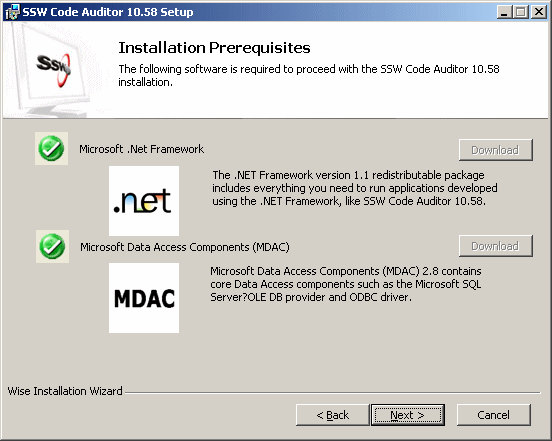 SSW Code Auditor 10.58 Setup
SSW
Installation Prerequisites
The following software is required to proceed with the SSW Code Auditor 10.58
installation.
Microsoft .Net Framework
Download
.net
The .NET Framework version 1.1 redistributable package
includes everything you need to run applications developed
using the .NET Framework, like SSW Code Auditor 10.58.
Microsoft Data Access Components (MDAC)
Download
MDAC
Microsoft Data Access Components (MDAC) 2.8 contains
core Data Access components such as the Microsoft SQL
Server?OLE DB provider and ODBC driver.
Wise Installation Wizard
< Back
Next >
Cancel